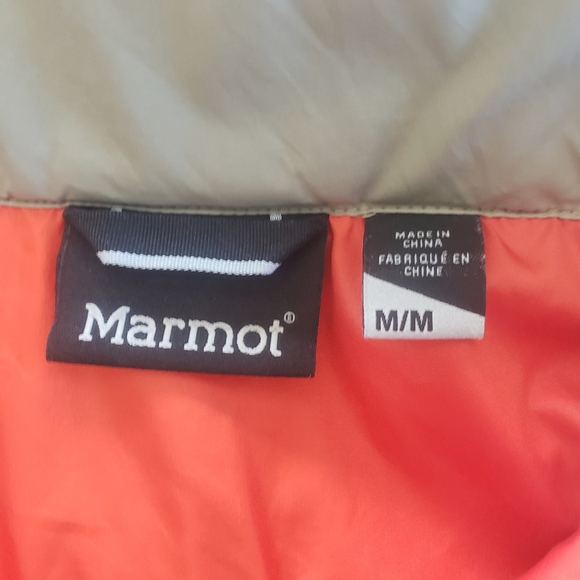 Marmot®
MADE IN
CHINA
FABRIQUÉ EN
CHINE
M/M